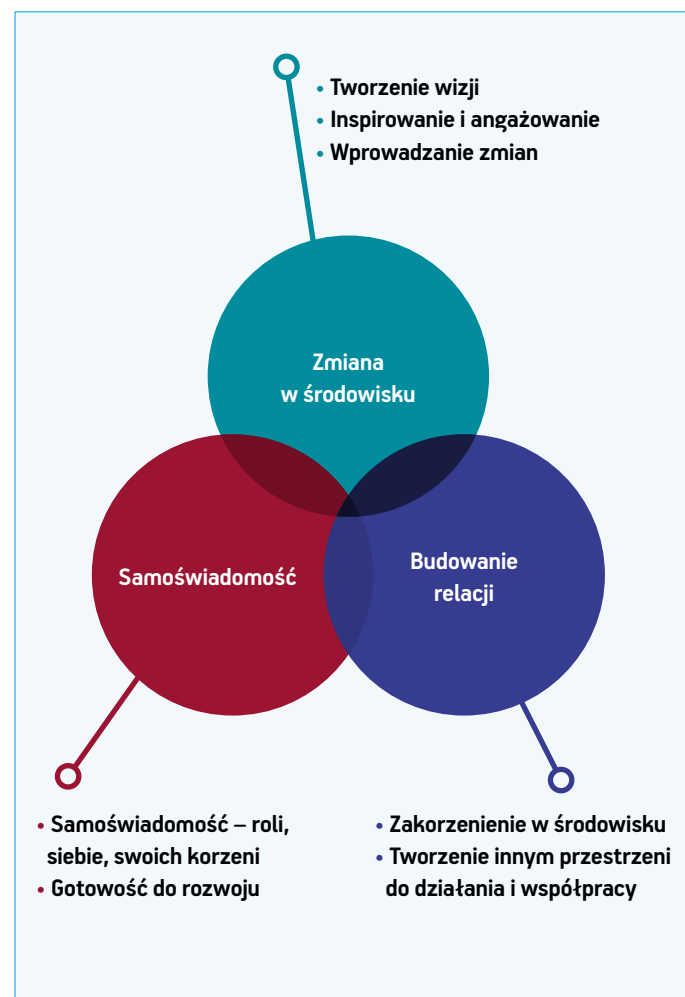 • Tworzenie wizji
• Inspirowanie i angażowanie
• Wprowadzanie zmian
Zmiana
w środowisku
Samoświadomość
Budowanie
relacji
• Samoświadomość – roli,
siebie, swoich korzeni
• Gotowość do rozwoju
• Zakorzenienie w środowisku
• Tworzenie innym przestrzeni
do działania i współpracy